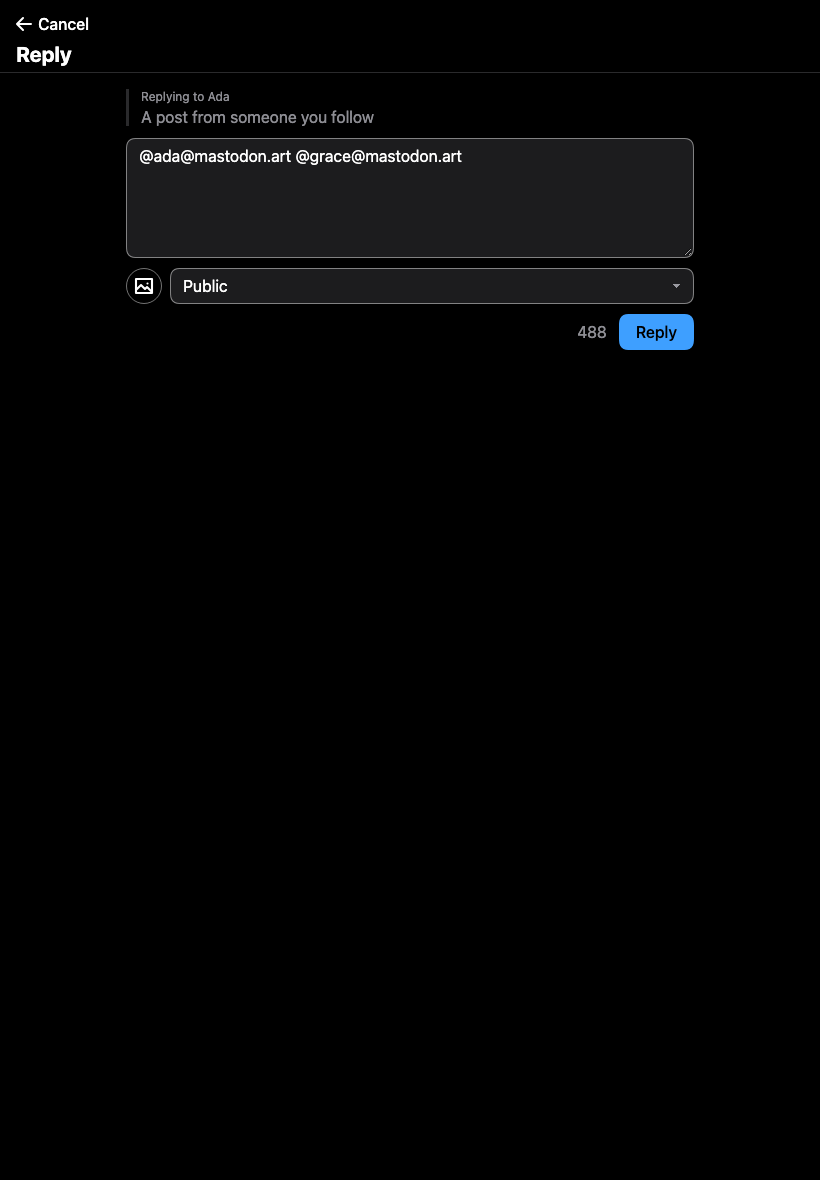 Cancel
Reply
Replying to Ada
A post from someone you follow
@ada@mastodon.art @grace@mastodon.art
Public
488 Reply